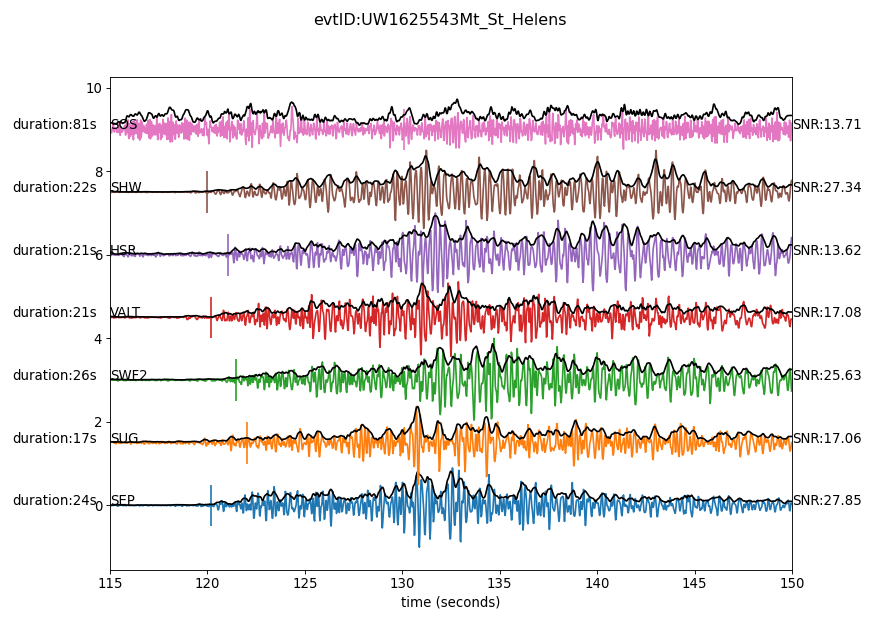 evtID:UW1625543Mt_St_Helens
10
duration:81s SOS SNR:13.71
8
duration:22s SHW SNR:27.34
duration:21s HSR SNR:13.62
6
duration:21s VALT SNR:17.08
4
duration:26s SWF2 SNR:25.63
2
duration:17s SUG SNR:17.06
duration:24s SEP SNR:27.85
0
115 120 125 130 135 140 145 150
time (seconds)